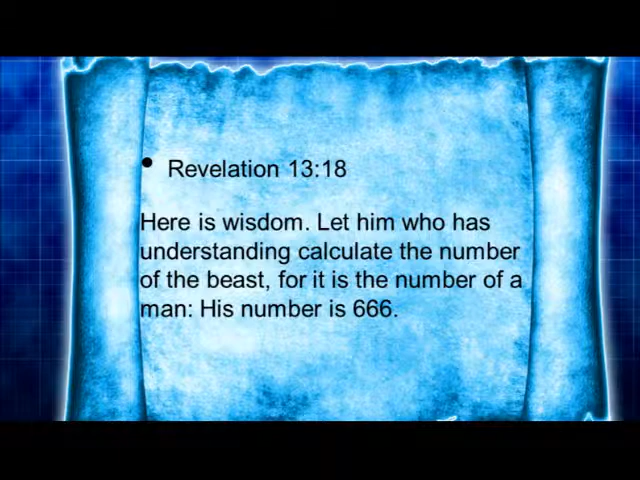 • Revelation 13:18
Here is wisdom. Let him who has
understanding calculate the number
of the beast, for it is the number of a
man: His number is 666.